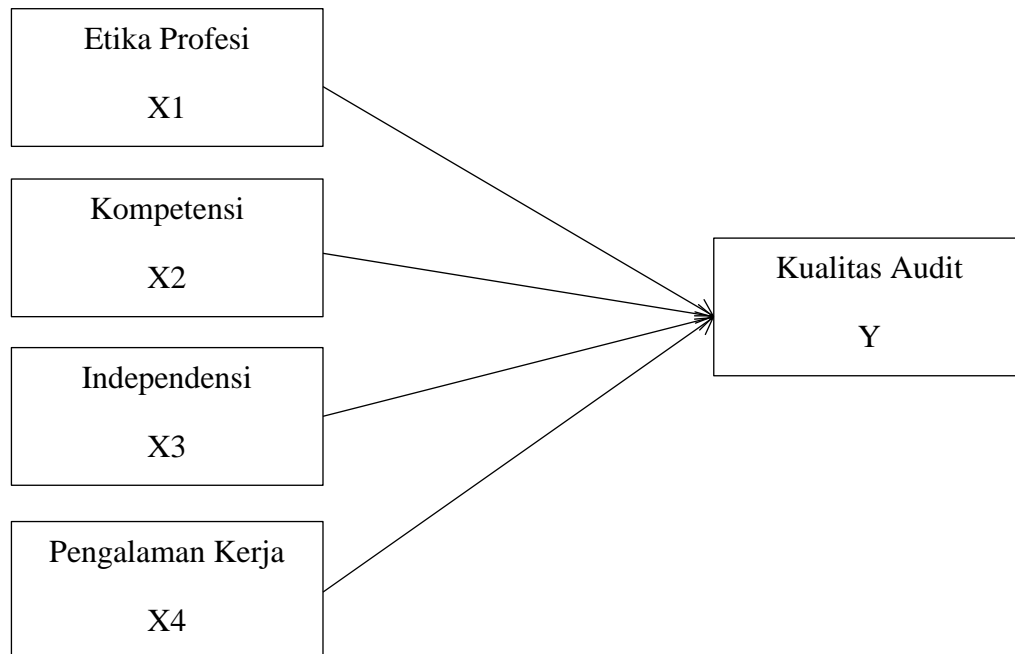 Etika Profesi
X1
Kompetensi
X2
Independensi
X3
Pengalaman Kerja
X4
Kualitas Audit
Y